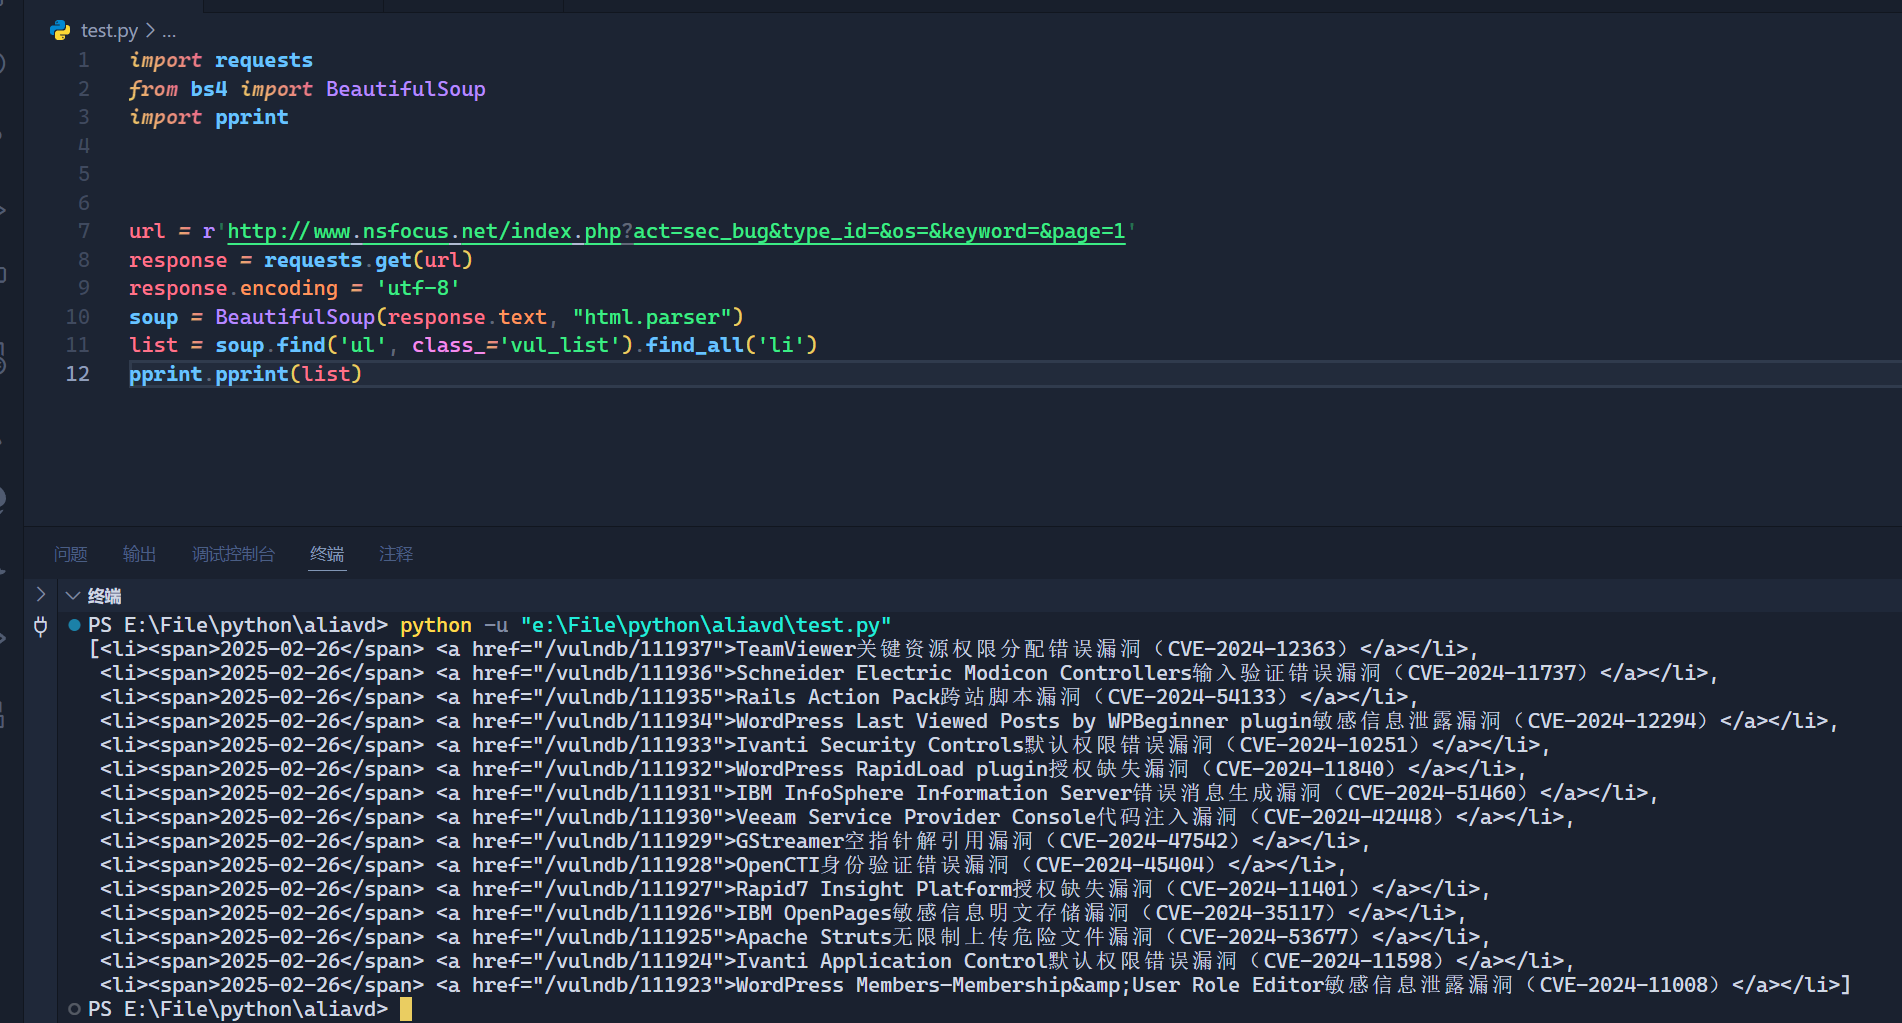 test.py > ...
1 import requests
2 from bs4 import BeautifulSoup
3 import pprint
4
5
6
7 url = r'http://www.nsfocus.net/index.php?act=sec_bug&type_id=&os=&keyword=&page=1'
8 response = requests.get(url)
9 response.encoding = 'utf-8'
10 soup = BeautifulSoup(response.text, "html.parser")
11 list = soup.find('ul', class_='vul_list').find_all('li')
12 pprint.pprint(list)
问题 输出 调试控制台 终端 注释
终端
PS E:\File\python\aliavd> python -u "e:\File\python\aliavd\test.py"
[<li><span>2025-02-26</span> <a href="/vulndb/111937">TeamViewer关键资源权限分配错误漏洞（CVE-2024-12363）</a></li>,
<li><span>2025-02-26</span> <a href="/vulndb/111936">Schneider Electric Modicon Controllers输入验证错误漏洞（CVE-2024-11737）</a></li>,
<li><span>2025-02-26</span> <a href="/vulndb/111935">Rails Action Pack跨站脚本漏洞（CVE-2024-54133）</a></li>,
<li><span>2025-02-26</span> <a href="/vulndb/111934">WordPress Last Viewed Posts by WPBeginner plugin敏感信息泄露漏洞（CVE-2024-12294）</a></li>,
<li><span>2025-02-26</span> <a href="/vulndb/111933">Ivanti Security Controls默认权限错误漏洞（CVE-2024-10251）</a></li>,
<li><span>2025-02-26</span> <a href="/vulndb/111932">WordPress RapidLoad plugin授权缺失漏洞（CVE-2024-11840）</a></li>,
<li><span>2025-02-26</span> <a href="/vulndb/111931">IBM InfoSphere Information Server错误消息生成漏洞（CVE-2024-51460）</a></li>,
<li><span>2025-02-26</span> <a href="/vulndb/111930">Veeam Service Provider Console代码注入漏洞（CVE-2024-42448）</a></li>,
<li><span>2025-02-26</span> <a href="/vulndb/111929">GStreamer空指针解引用漏洞（CVE-2024-47542）</a></li>,
<li><span>2025-02-26</span> <a href="/vulndb/111928">OpenCTI身份验证错误漏洞（CVE-2024-45404）</a></li>,
<li><span>2025-02-26</span> <a href="/vulndb/111927">Rapid7 Insight Platform授权缺失漏洞（CVE-2024-11401）</a></li>,
<li><span>2025-02-26</span> <a href="/vulndb/111926">IBM OpenPages敏感信息明文存储漏洞（CVE-2024-35117）</a></li>,
<li><span>2025-02-26</span> <a href="/vulndb/111925">Apache Struts无限制上传危险文件漏洞（CVE-2024-53677）</a></li>,
<li><span>2025-02-26</span> <a href="/vulndb/111924">Ivanti Application Control默认权限错误漏洞（CVE-2024-11598）</a></li>,
<li><span>2025-02-26</span> <a href="/vulndb/111923">WordPress Members-Membership&amp;User Role Editor敏感信息泄露漏洞（CVE-2024-11008）</a></li>]
PS E:\File\python\aliavd>